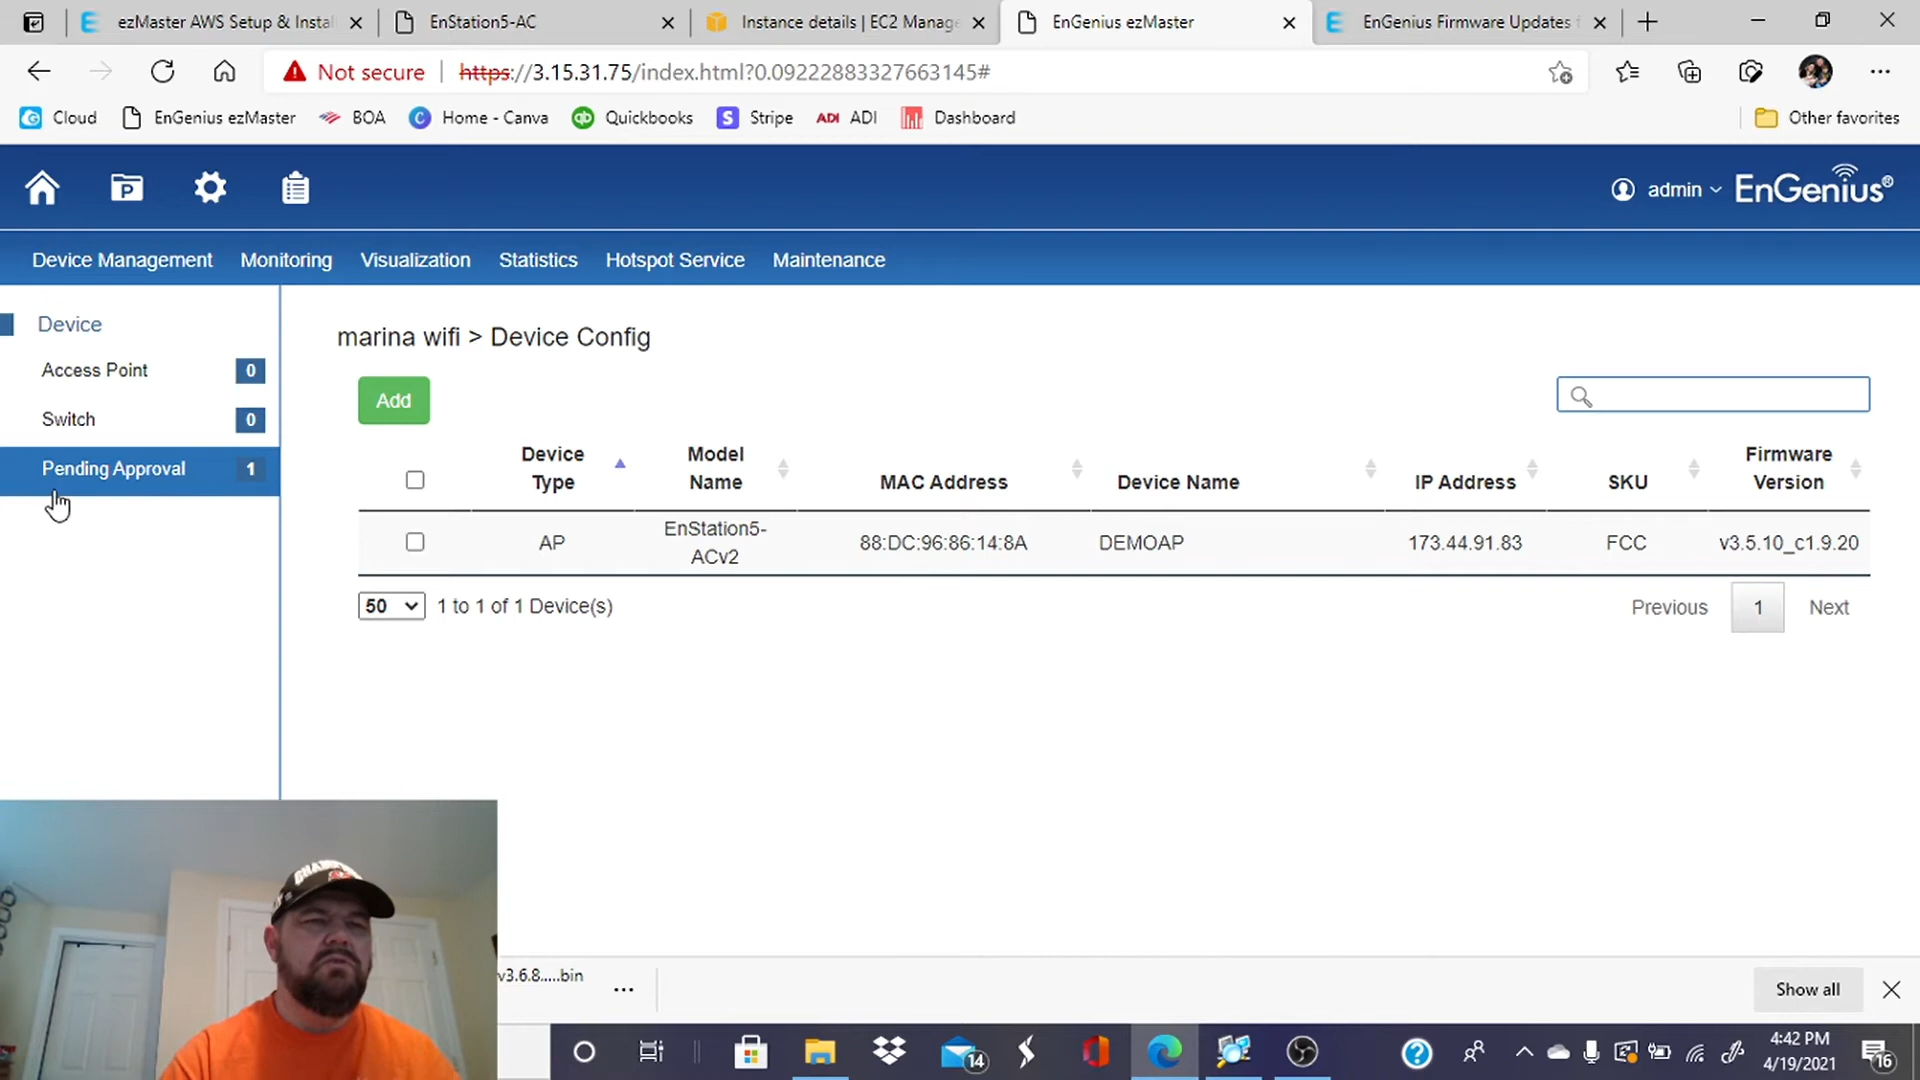 ezMaster AWS Setup & Instal
EnStation5-AC
Instance details | EC2 Manage
EnGenius ezMaster
EnGenius Firmware Updates f
Not secure
https://3.15.31.75/index.html?0.09222883327663145#
Cloud
EnGenius ezMaster
BOA
Home - Canva
Quickbooks
Stripe
ADI
Dashboard
Other favorites
admin
EnGenius®
Device Management
Monitoring
Visualization
Statistics
Hotspot Service
Maintenance
Device
Access Point 0
Switch 0
Pending Approval 1
marina wifi > Device Config
Add
Device Type
Model Name
MAC Address
Device Name
IP Address
SKU
Firmware Version
AP
EnStation5-
ACv2
88:DC:96:86:14:8A
DEMOAP
173.44.91.83
FCC
v3.5.10_c1.9.20
50
1 to 1 of 1 Device(s)
Previous
1
Next
v3.6.8.....bin
Show all
14
4:42 PM
4/19/2021
16